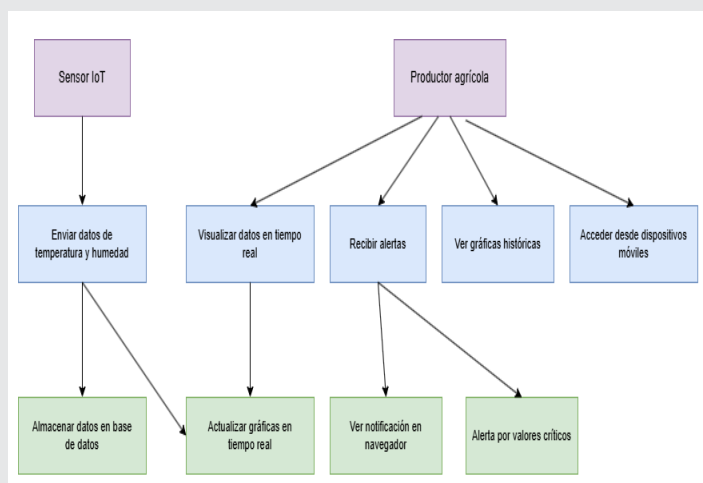 Sensor IoT
Productor agrícola
Enviar datos de
temperatura y humedad
Visualizar datos en tiempo
real
Recibir alertas
Ver gráficas históricas
Acceder desde dispositivos
móviles
Almacenar datos en base
de datos
Actualizar gráficas en
tiempo real
Ver notificación en
navegador
Alerta por valores críticos